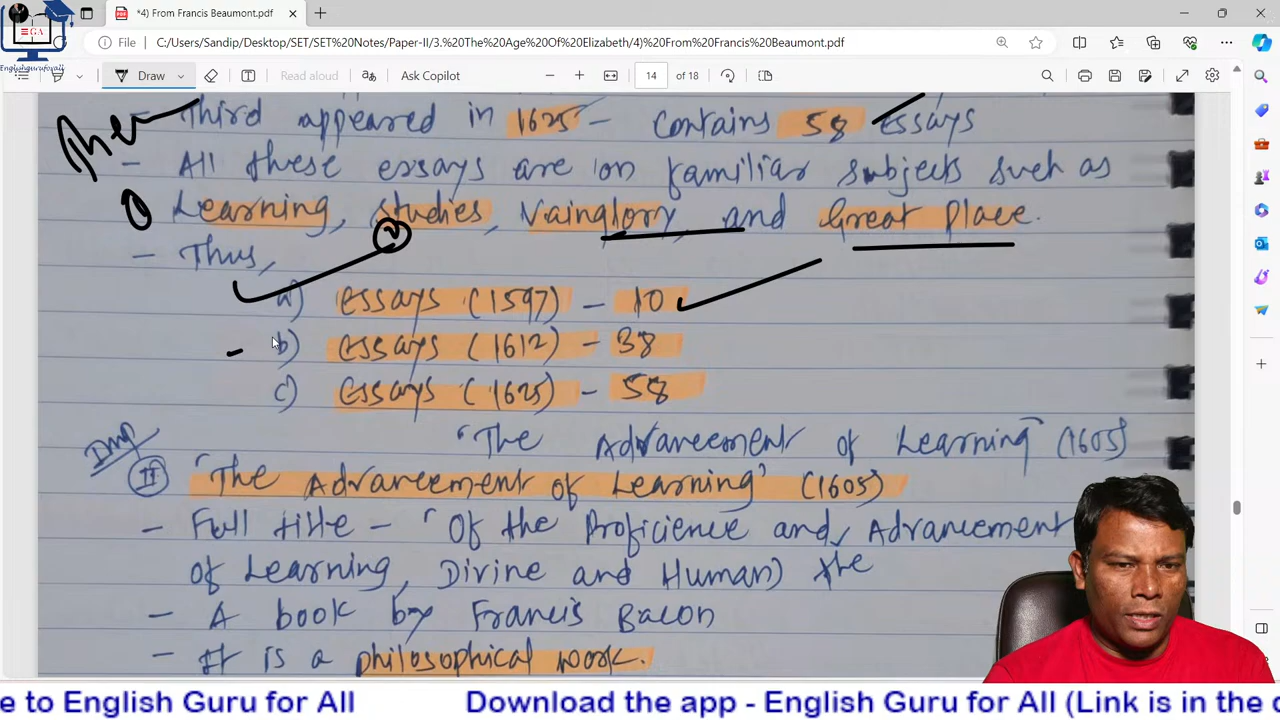 *4) From Francis Beaumont.pdf
EGA
Englishguruforall
File C:/Users/Sandip/Desktop/SET/SET%20Notes/Paper-II/3.%20The%20Age%20Of%20Elizabeth/4)%20From%20Francis%20Beaumont.pdf
Draw Read aloud Ask Copilot 14 of 18
- Third appeared in 1625 - Contains 58 essays
- All these essays are on familiar subjects such as
Learning, studies, Vainglory, and Great Place.
- Thus,
a) essays (1597) - 10
b) essays (1612) - 38
c) essays (1625) - 58
"The Advancement of Learning" (1605)
Imp
II 'The Advancement of Learning' (1605)
- Full title - 'Of the Proficience and Advancement
of Learning, Divine and Human) the
- A book by Francis Bacon
- It is a philosophical work.
e to English Guru for All Download the app - English Guru for All (Link is in the